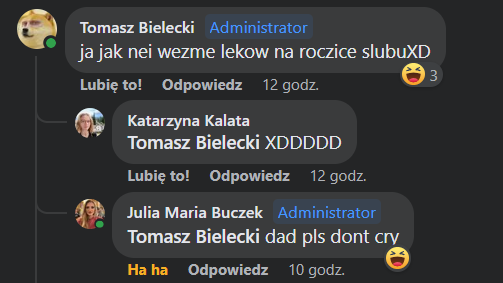 Tomasz Bielecki Administrator
ja jak nei wezme lekow na roczice slubuXD
3
Lubię to! Odpowiedz 12 godz.
Katarzyna Kalata
Tomasz Bielecki XDDDDD
Lubię to! Odpowiedz 12 godz.
Julia Maria Buczek Administrator
Tomasz Bielecki dad pls dont cry
Ha ha Odpowiedz 10 godz.